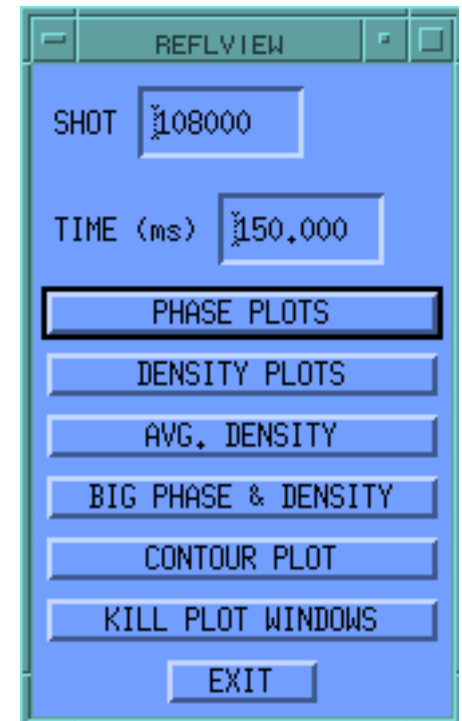 REFLVIEW
SHOT 108000
TIME (ms) 150.000
PHASE PLOTS
DENSITY PLOTS
AVG. DENSITY
BIG PHASE & DENSITY
CONTOUR PLOT
KILL PLOT WINDOWS
EXIT